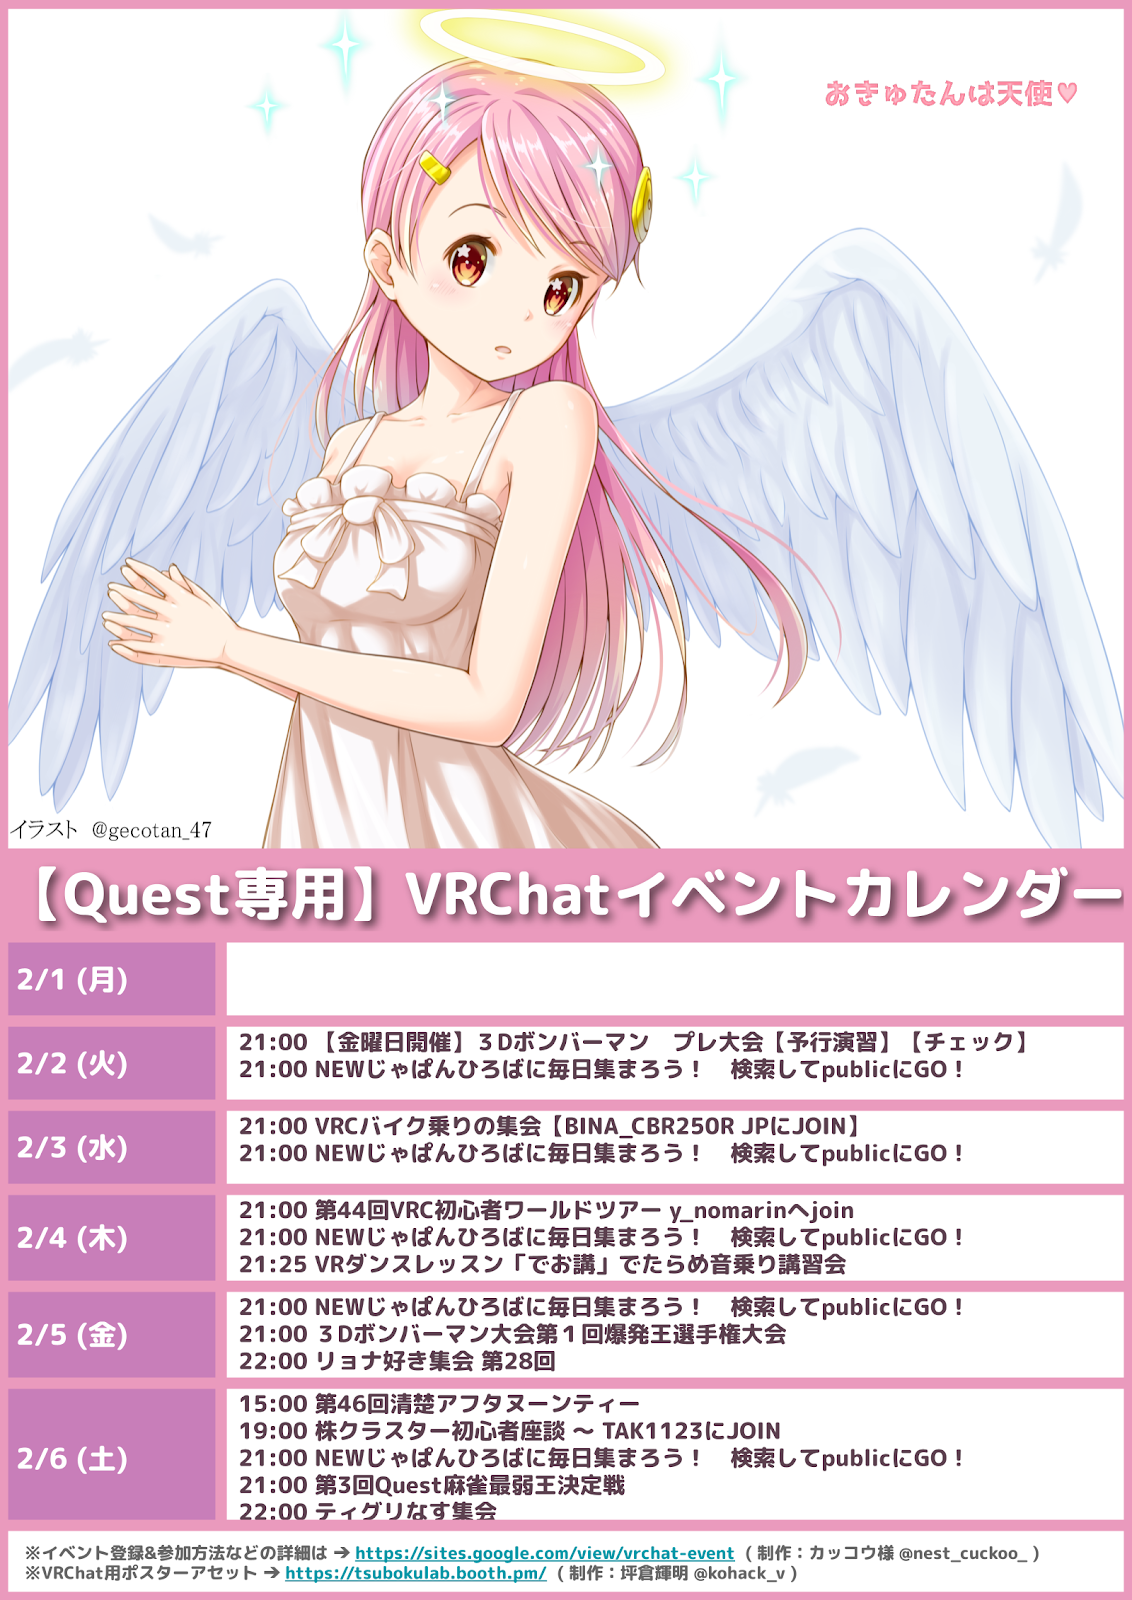 おきゅたんは天使♥
イラスト @gecotan_47
【Quest専用】VRChatイベントカレンダー
2/1 (月)
2/2 (火)
21:00 【金曜日開催】３Dボンバーマン　プレ大会【予行演習】【チェック】
21:00 NEWじゃぱんひろばに毎日集まろう！　検索してpublicにGO！
2/3 (水)
21:00 VRCバイク乗りの集会【BINA_CBR250R JPにJOIN】
21:00 NEWじゃぱんひろばに毎日集まろう！　検索してpublicにGO！
2/4 (木)
21:00 第44回VRC初心者ワールドツアー y_nomarinへjoin
21:00 NEWじゃぱんひろばに毎日集まろう！　検索してpublicにGO！
21:25 VRダンスレッスン「でお講」でたらめ音乗り講習会
2/5 (金)
21:00 NEWじゃぱんひろばに毎日集まろう！　検索してpublicにGO！
21:00 ３Dボンバーマン大会第１回爆発王選手権大会
22:00 リョナ好き集会 第28回
2/6 (土)
15:00 第46回清楚アフタヌーンティー
19:00 株クラスター初心者座談 ～ TAK1123にJOIN
21:00 NEWじゃぱんひろばに毎日集まろう！　検索してpublicにGO！
21:00 第3回Quest麻雀最弱王決定戦
22:00 ティグリなす集会
※イベント登録&参加方法などの詳細は ➔ https://sites.google.com/view/vrchat-event （ 制作：カッコウ様 @nest_cuckoo_ ）
※VRChat用ポスターアセット ➔ https://tsubokulab.booth.pm/ （ 制作：坪倉輝明 @kohack_v ）